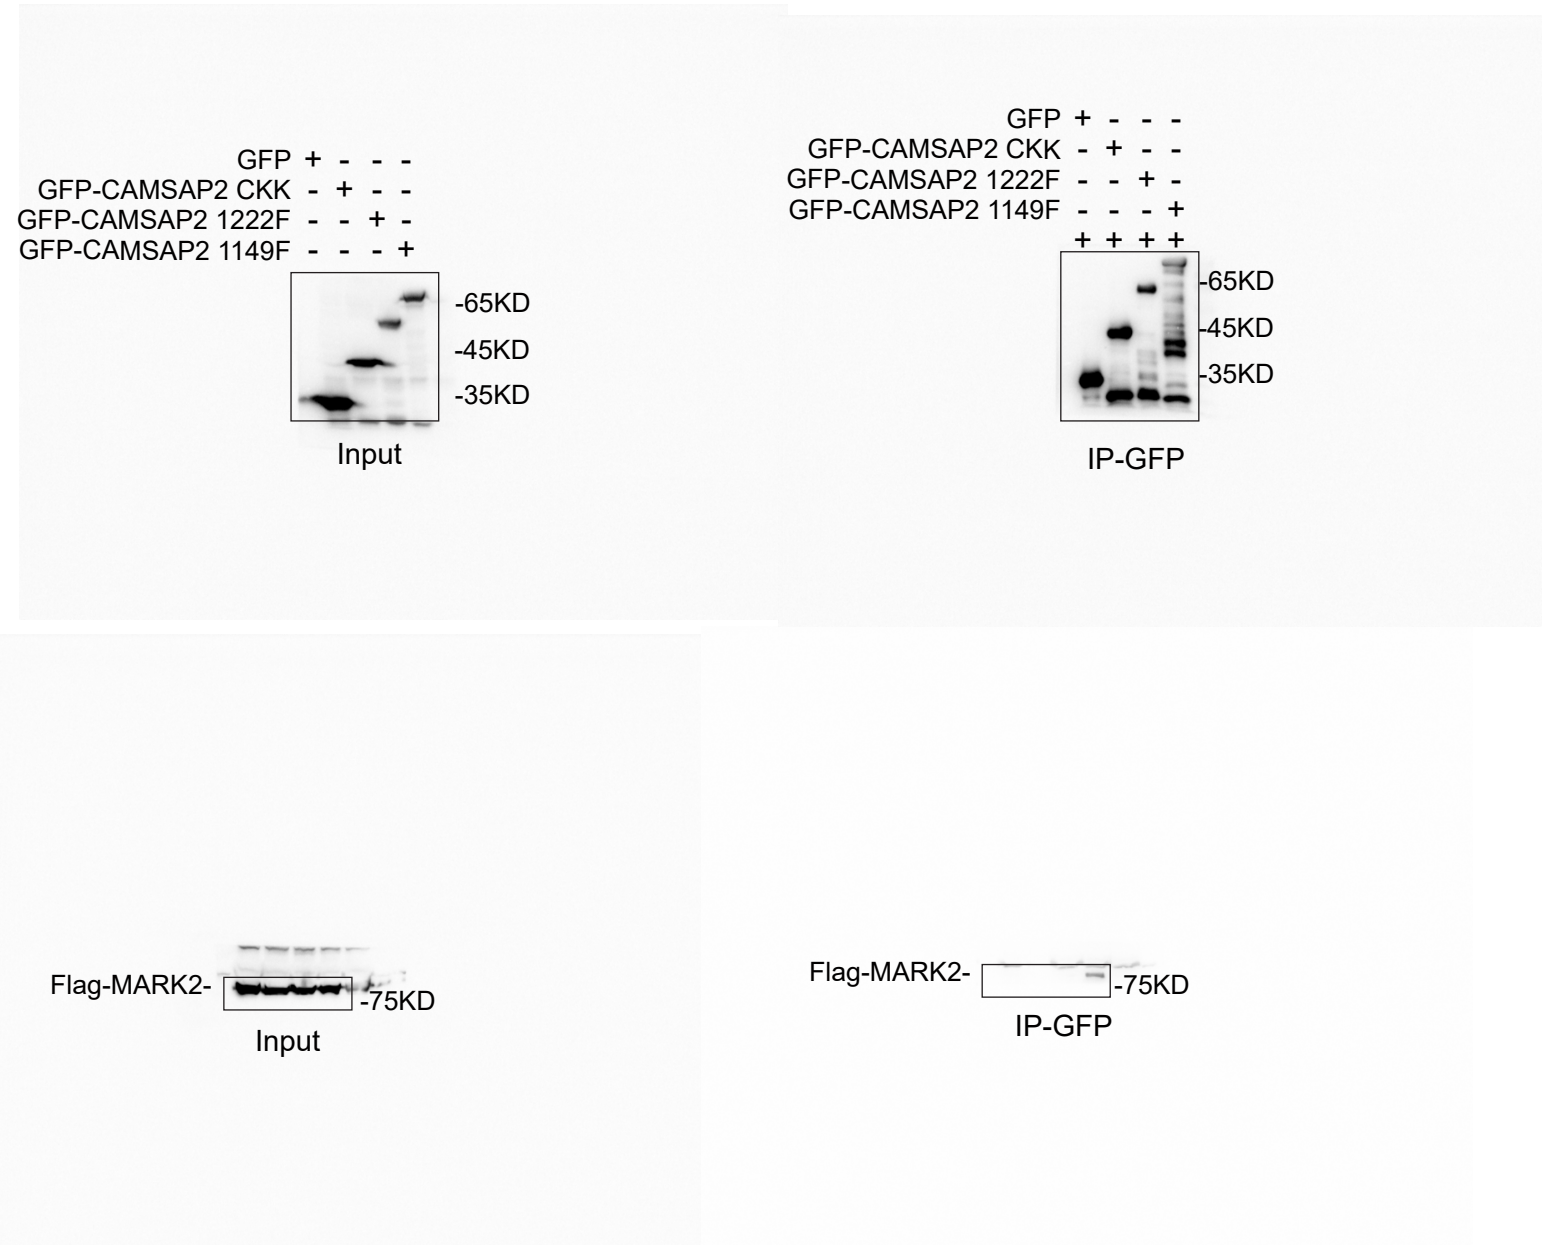 GFP + - - -
GFP-CAMSAP2 CKK - + - -
GFP-CAMSAP2 1222F - - + -
GFP-CAMSAP2 1149F - - - +
-65KD
-45KD
-35KD
Input
GFP + - - -
GFP-CAMSAP2 CKK - + - -
GFP-CAMSAP2 1222F - - + -
GFP-CAMSAP2 1149F - - - +
+ + + +
-65KD
-45KD
-35KD
IP-GFP
Flag-MARK2-
-75KD
Input
Flag-MARK2-
-75KD
IP-GFP